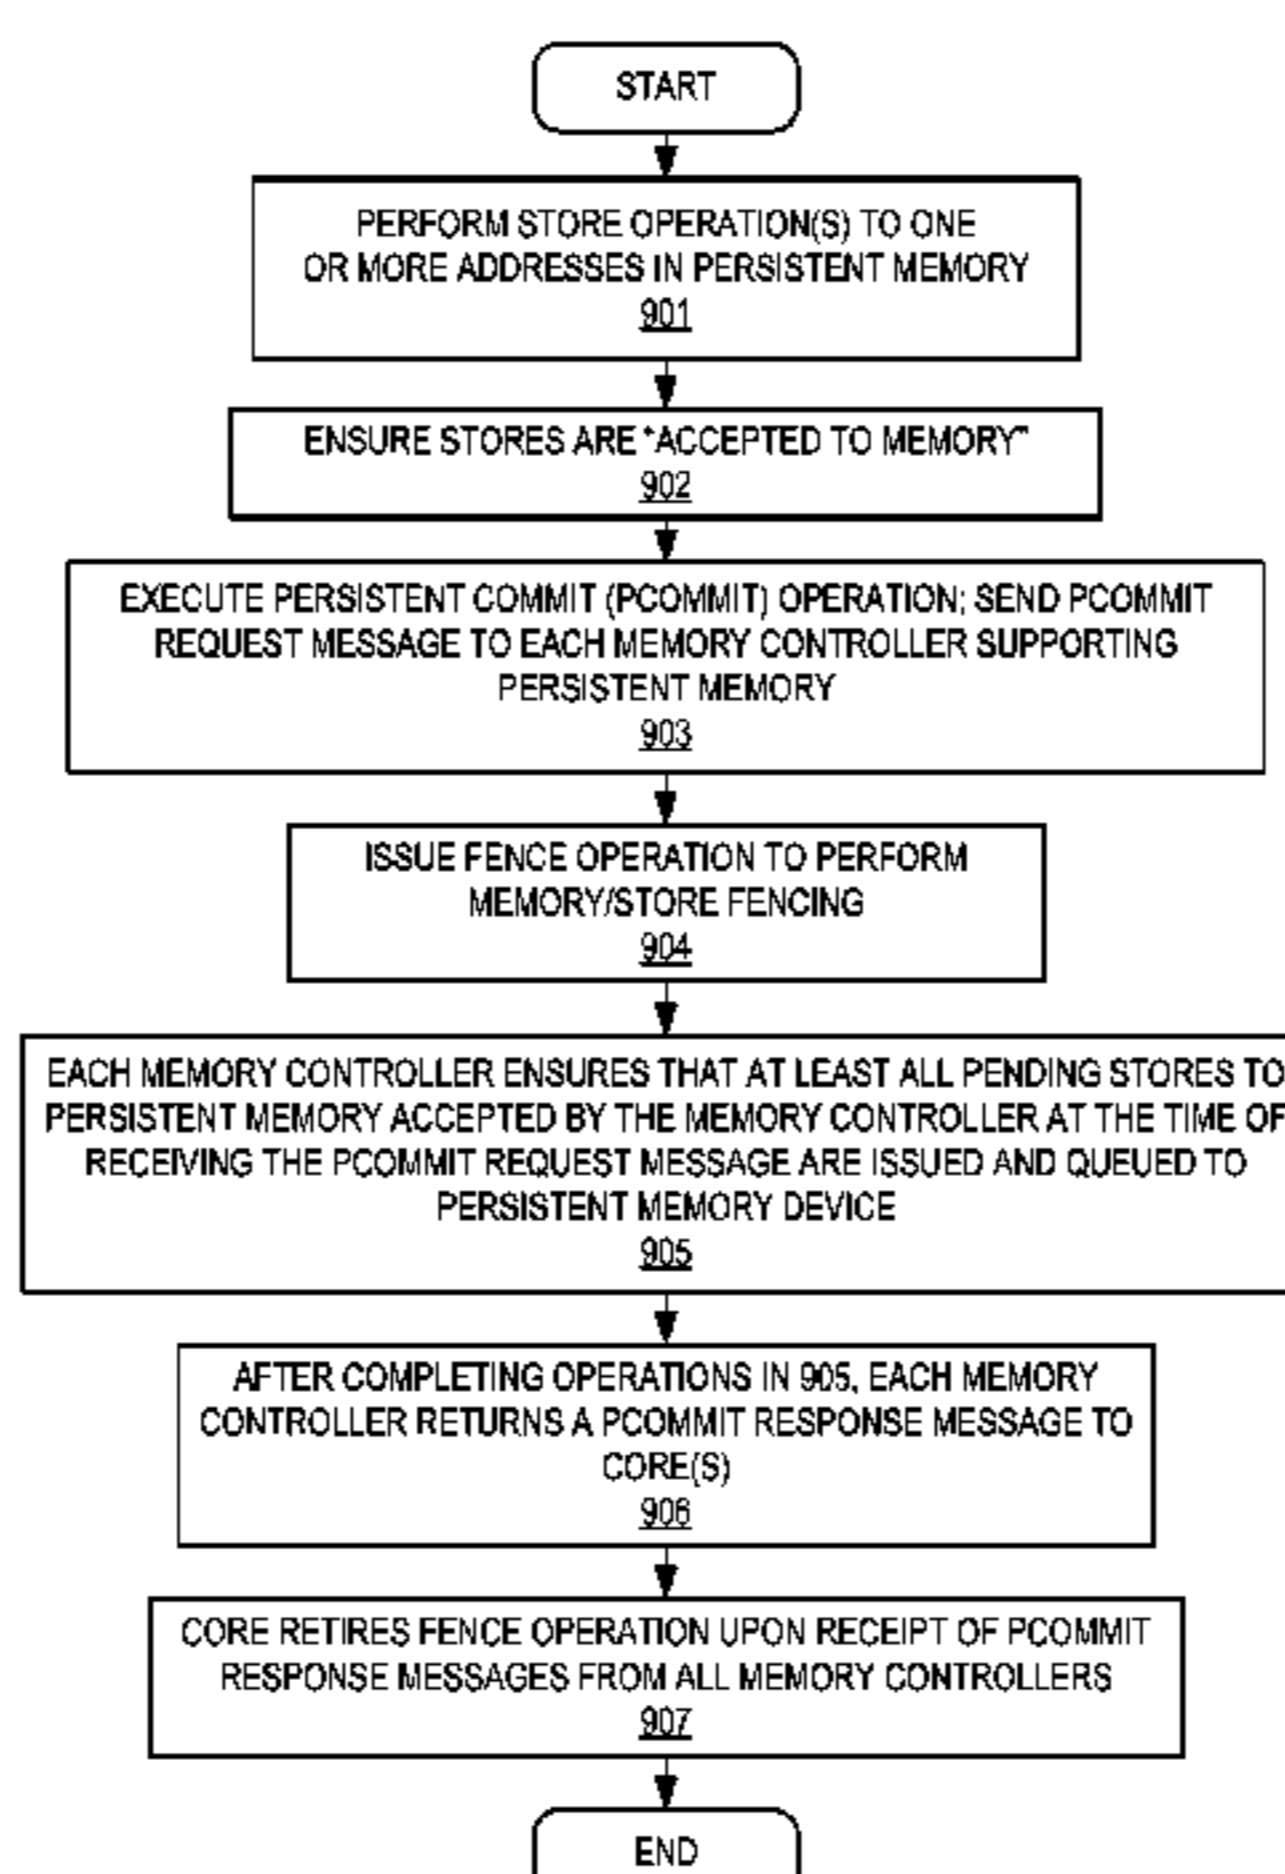 START
PERFORM STORE OPERATION(S) TO ONE
OR MORE ADDRESSES IN PERSISTENT MEMORY
901
ENSURE STORES ARE "ACCEPTED TO MEMORY"
902
EXECUTE PERSISTENT COMMIT (PCOMMIT) OPERATION; SEND PCOMMIT
REQUEST MESSAGE TO EACH MEMORY CONTROLLER SUPPORTING
PERSISTENT MEMORY
903
ISSUE FENCE OPERATION TO PERFORM
MEMORY/STORE FENCING
904
EACH MEMORY CONTROLLER ENSURES THAT AT LEAST ALL PENDING STORES TO
PERSISTENT MEMORY ACCEPTED BY THE MEMORY CONTROLLER AT THE TIME OF
RECEIVING THE PCOMMIT REQUEST MESSAGE ARE ISSUED AND QUEUED TO
PERSISTENT MEMORY DEVICE
905
AFTER COMPLETING OPERATIONS IN 905, EACH MEMORY
CONTROLLER RETURNS A PCOMMIT RESPONSE MESSAGE TO
CORE(S)
906
CORE RETIRES FENCE OPERATION UPON RECEIPT OF PCOMMIT
RESPONSE MESSAGES FROM ALL MEMORY CONTROLLERS
907
END